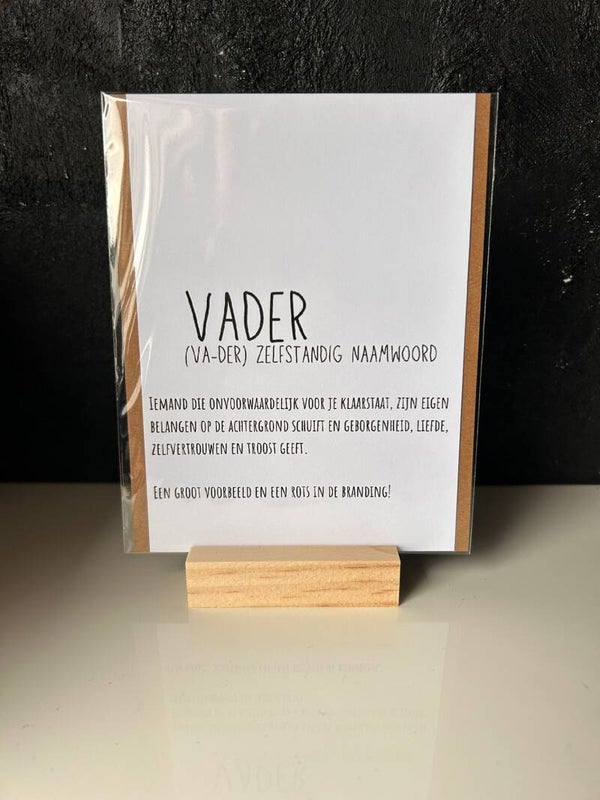 VADER
(VA-DER) ZELFSTANDIG NAAMWOORD
IEMAND DIE ONVOORWAARDELIJK VOOR JE KLAARSTAAT, ZIJN EIGEN
BELANGEN OP DE ACHTERGROND SCHUIFT EN GEBORGENHEID, LIEFDE,
ZELFVERTROUWEN EN TROOST GEEFT.
EEN GROOT VOORBEELD EN EEN ROTS IN DE BRANDING!